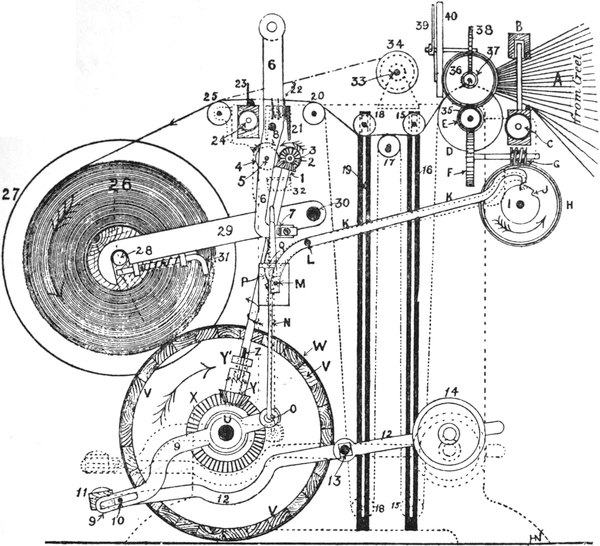 39
40
38
B
37
34
6
33
36
A
from Creel
23
22
25
20
18
15
35
24
8
21
E
C
8
17
D
3
4
2
G
5
1
F
19
16
27
26
32
K
J
6
I
H
30
7
29
K
28
L
31
P
M
N
Z
W
Y'
V
V
Y
X
14
U
O
V
V
9
12
13
11
12
9
10
18
15
V
V